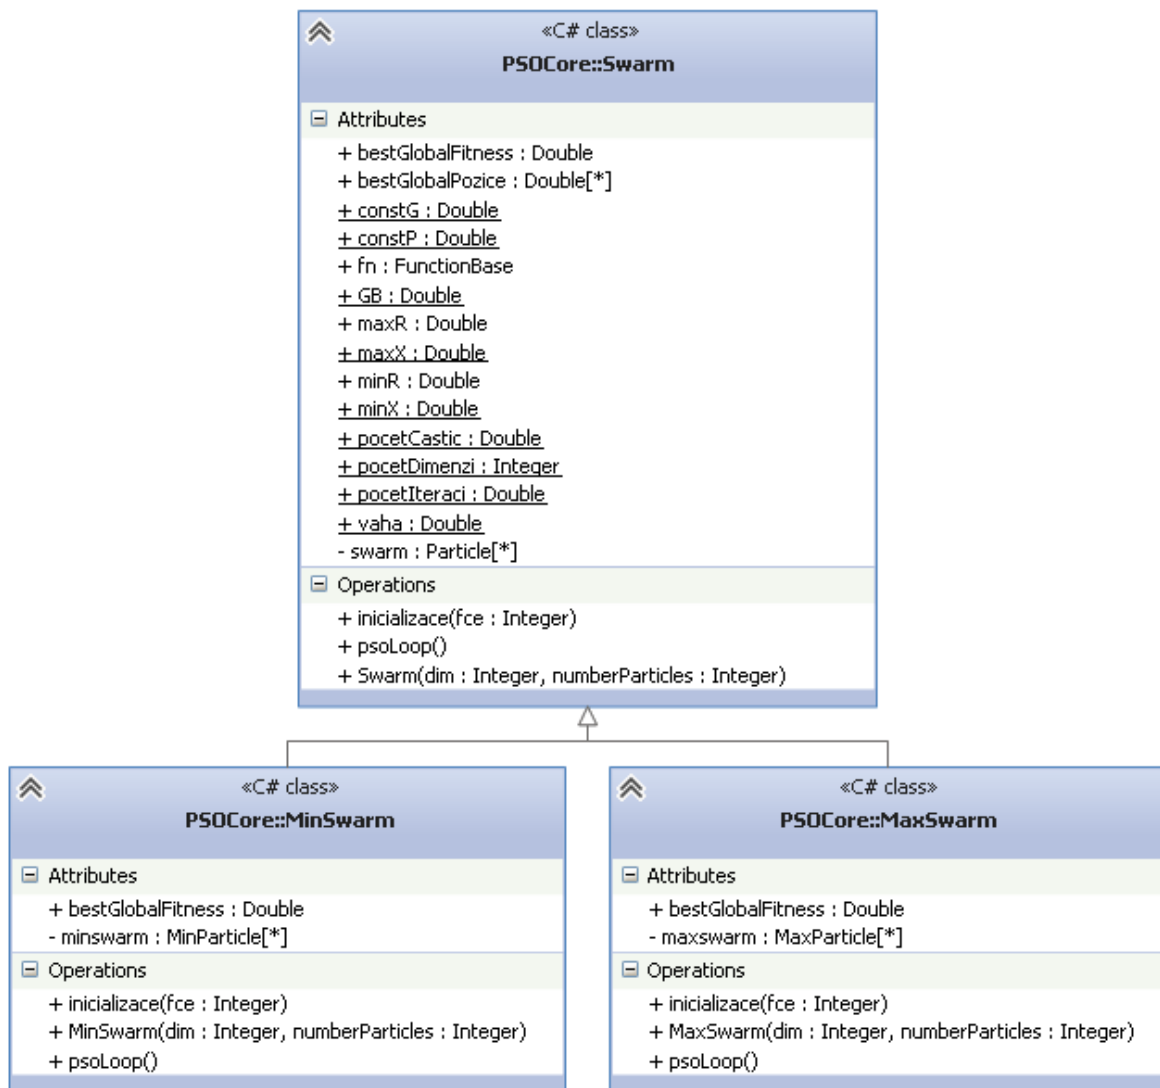 «C# class»
PSOCore::Swarm
Attributes
+ bestGlobalFitness : Double
+ bestGlobalPozice : Double[*]
+ constG : Double
+ constP : Double
+ fn : FunctionBase
+ GB : Double
+ maxR : Double
+ maxX : Double
+ minR : Double
+ minX : Double
+ pocetCastic : Double
+ pocetDimenzi : Integer
+ pocetIteraci : Double
+ vaha : Double
- swarm : Particle[*]
Operations
+ inicializace(fce : Integer)
+ psoLoop()
+ Swarm(dim : Integer, numberParticles : Integer)
«C# class»
PSOCore::MinSwarm
Attributes
+ bestGlobalFitness : Double
- minswarm : MinParticle[*]
Operations
+ inicializace(fce : Integer)
+ MinSwarm(dim : Integer, numberParticles : Integer)
+ psoLoop()
«C# class»
PSOCore::MaxSwarm
Attributes
+ bestGlobalFitness : Double
- maxswarm : MaxParticle[*]
Operations
+ inicializace(fce : Integer)
+ MaxSwarm(dim : Integer, numberParticles : Integer)
+ psoLoop()